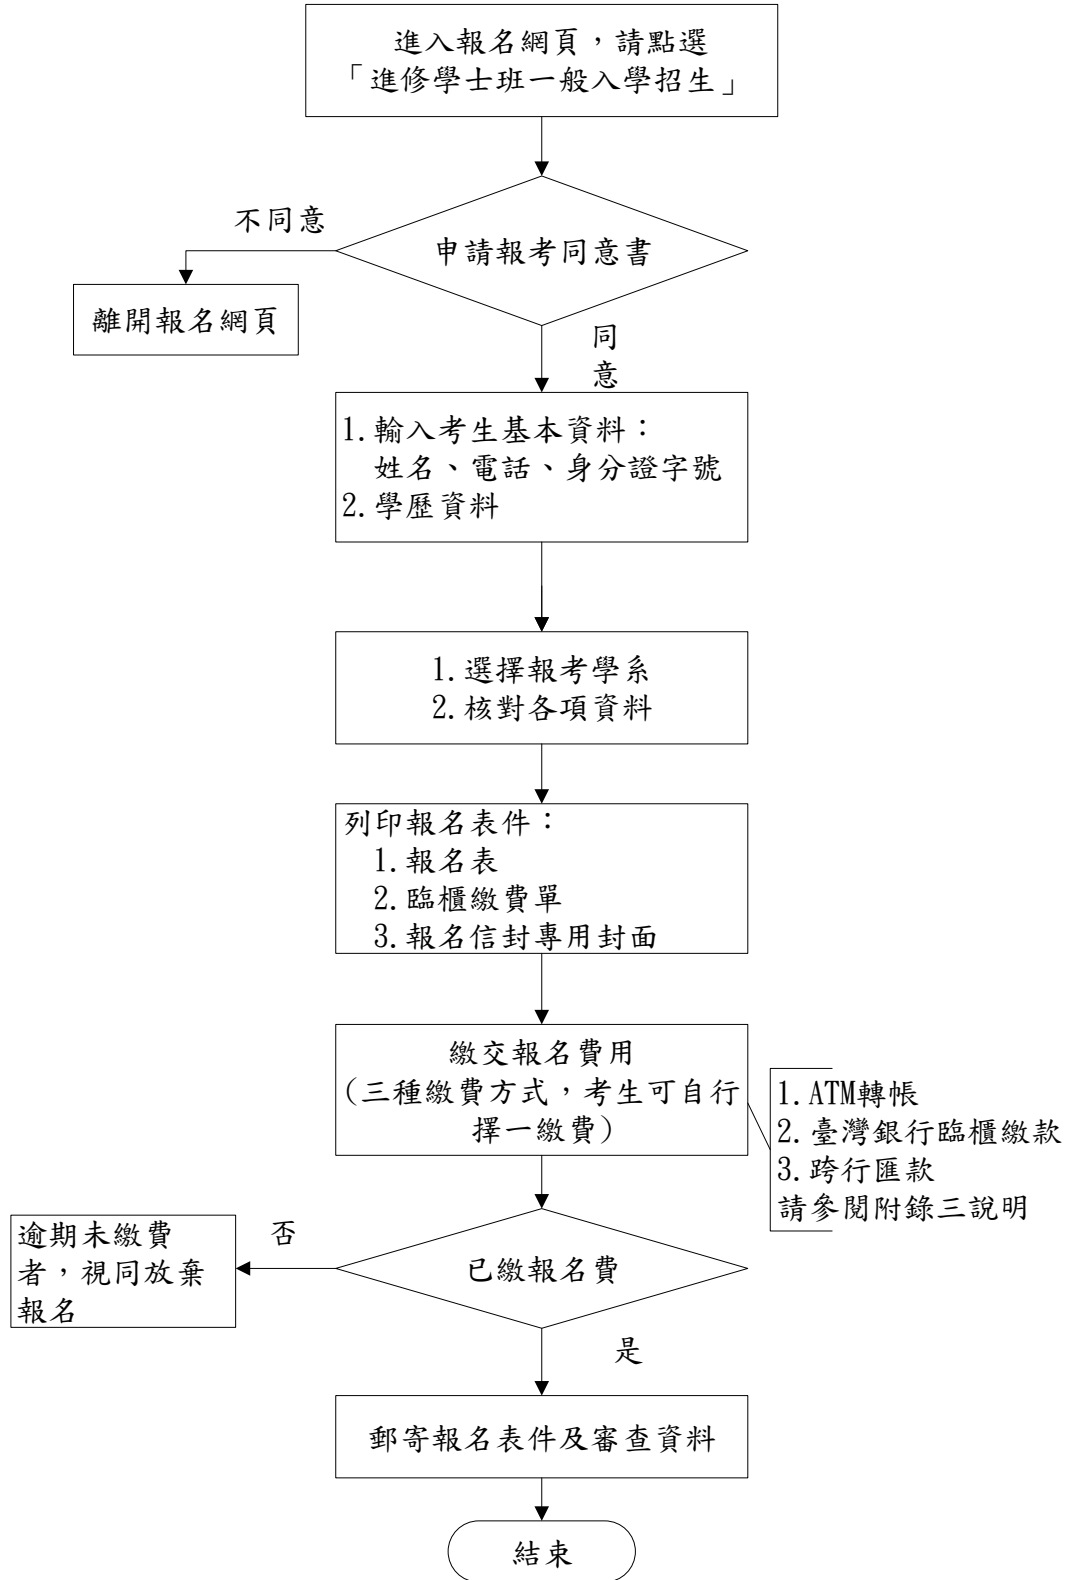 進入報名網頁，請點選
「進修學士班一般入學招生」
不同意
申請報考同意書
離開報名網頁
同
意
1.輸入考生基本資料：
姓名、電話、身分證字號
2.學歷資料
1.選擇報考學系
2.核對各項資料
列印報名表件：
1.報名表
2.臨櫃繳費單
3.報名信封專用封面
繳交報名費用
(三種繳費方式，考生可自行
擇一繳費)
1.ATM轉帳
2.臺灣銀行臨櫃繳款
3.跨行匯款
請參閱附錄三說明
否
逾期未繳費
者，視同放棄
報名
已繳報名費
是
郵寄報名表件及審查資料
結束